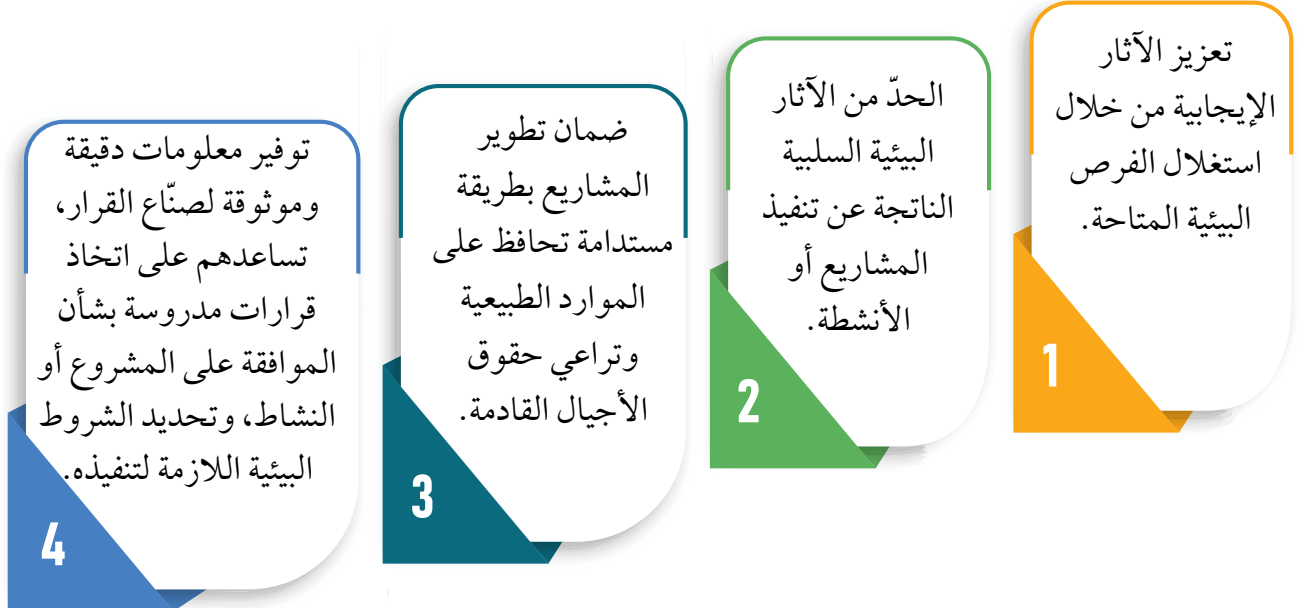 تعزيز الآثار
الإيجابية من خلال
استغلال الفرص
البيئية المتاحة.
1
الحدّ من الآثار
البيئية السلبية
الناتجة عن تنفيذ
المشاريع أو
الأنشطة.
2
ضمان تطوير
المشاريع بطريقة
مستدامة تحافظ على
الموارد الطبيعية
وتراعي حقوق
الأجيال القادمة.
3
توفير معلومات دقيقة
وموثوقة لصنّاع القرار،
تساعدهم على اتخاذ
قرارات مدروسة بشأن
الموافقة على المشروع أو
النشاط، وتحديد الشروط
البيئية اللازمة لتنفيذه.
4